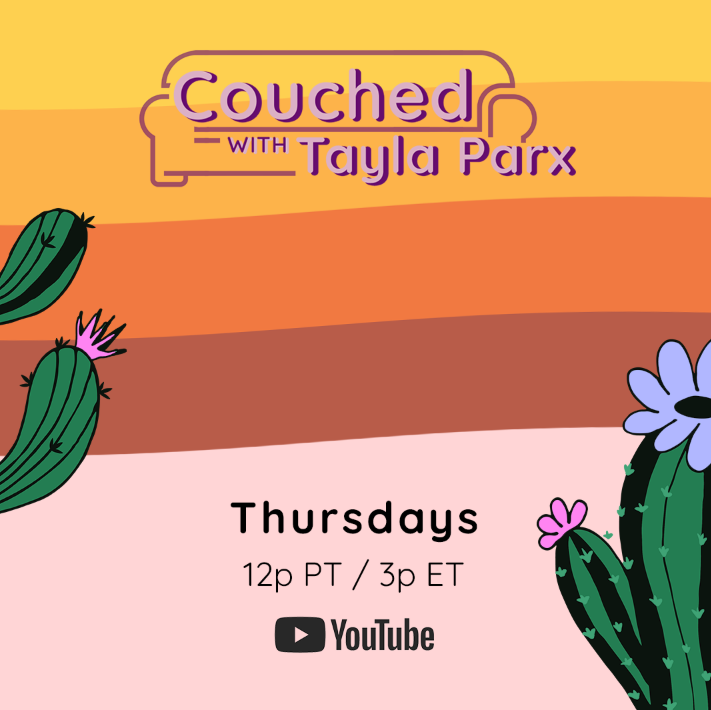 Couched
WITH Tayla Parx
Thursdays
12p PT / 3p ET
YouTube